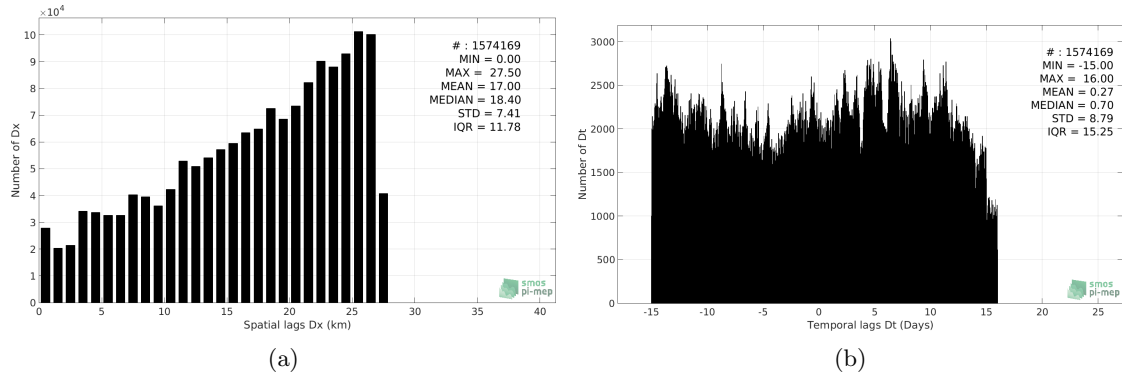 ×10⁴
10
9
8
7
6
5
4
3
2
1
0
Number of Dx
# : 1574169
MIN = 0.00
MAX = 27.50
MEAN = 17.00
MEDIAN = 18.40
STD = 7.41
IQR = 11.78
smos
pi-mep
0 5 10 15 20 25 30 35 40
Spatial lags Dx (km)
(a)
3000
2500
2000
1500
1000
500
0
Number of Dt
# : 1574169
MIN = -15.00
MAX = 16.00
MEAN = 0.27
MEDIAN = 0.70
STD = 8.79
IQR = 15.25
smos
pi-mep
-15 -10 -5 0 5 10 15 20 25
Temporal lags Dt (Days)
(b)